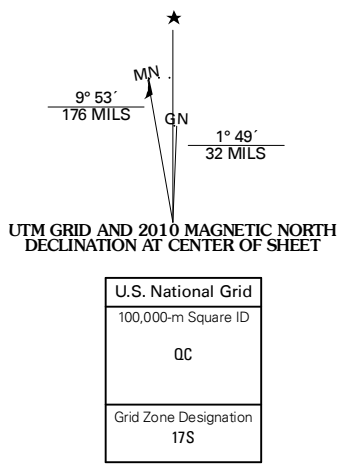 ★
MN
GN
9° 53´
176 MILS
1° 49´
32 MILS
UTM GRID AND 2010 MAGNETIC NORTH
DECLINATION AT CENTER OF SHEET
U.S. National Grid
100,000-m Square ID
QC
Grid Zone Designation
17S